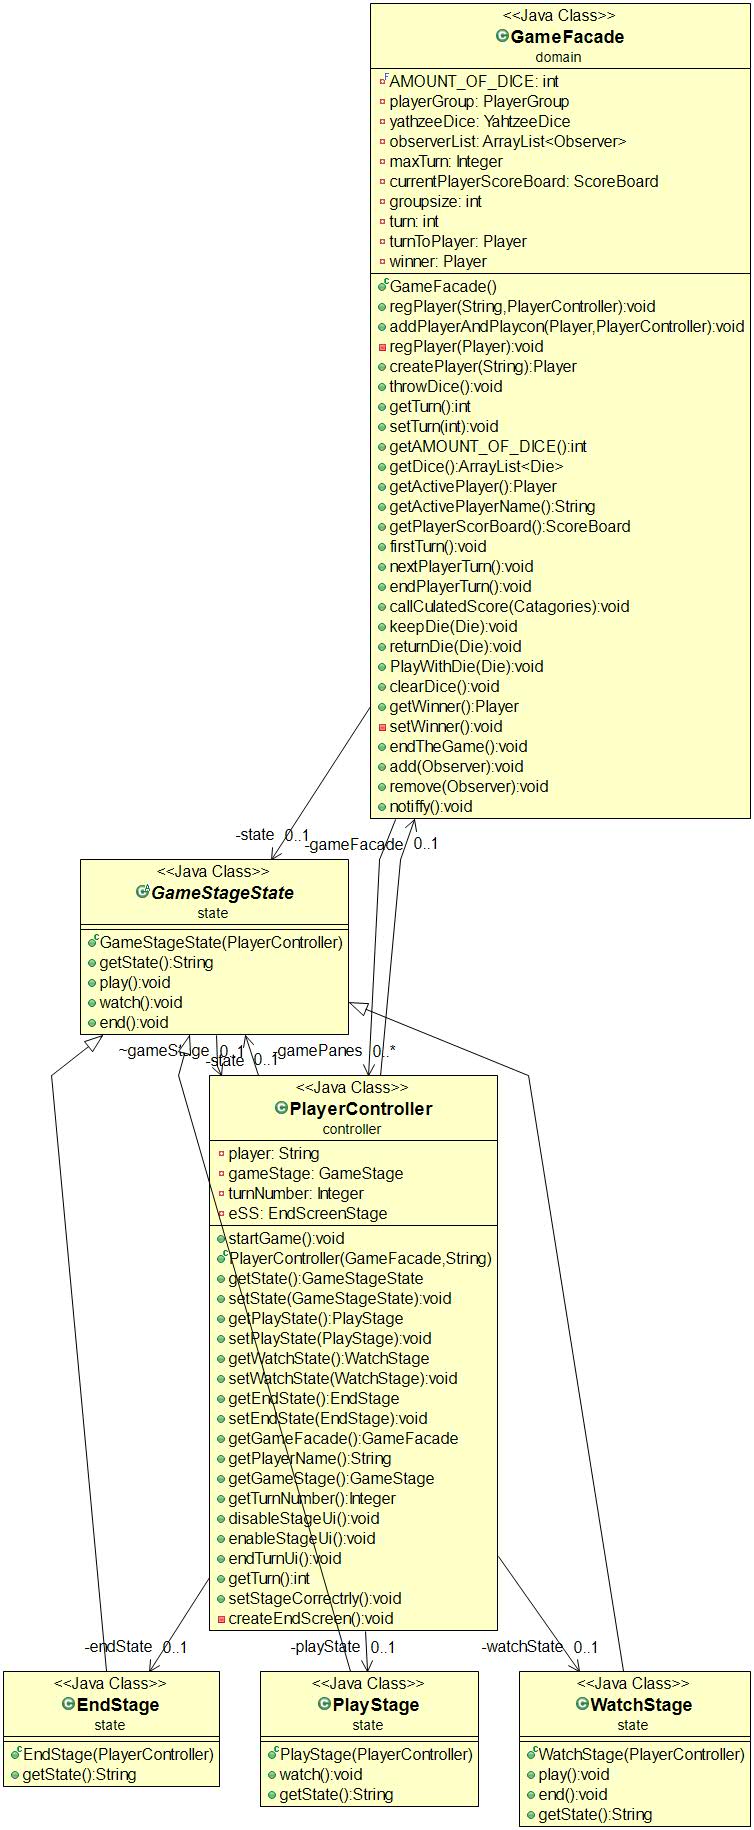 <<Java Class>>
GameFacade
domain
AMOUNT_OF_DICE: int
playerGroup: PlayerGroup
yathzeeDice: YahtzeeDice
observerList: ArrayList<Observer>
maxTurn: Integer
currentPlayerScoreBoard: ScoreBoard
groupsize: int
turn: int
turnToPlayer: Player
winner: Player
GameFacade()
regPlayer(String,PlayerController):void
addPlayerAndPlaycon(Player,PlayerController):void
regPlayer(Player):void
createPlayer(String):Player
throwDice():void
getTurn():int
setTurn(int):void
getAMOUNT_OF_DICE():int
getDice():ArrayList<Die>
getActivePlayer():Player
getActivePlayerName():String
getPlayerScorBoard():ScoreBoard
firstTurn():void
nextPlayerTurn():void
endPlayerTurn():void
callCulatedScore(Catagories):void
keepDie(Die):void
returnDie(Die):void
PlayWithDie(Die):void
clearDice():void
getWinner():Player
setWinner():void
endTheGame():void
add(Observer):void
remove(Observer):void
notiffy():void
-state 0..1
-gameFacade 0..1
<<Java Class>>
GameStageState
state
GameStageState(PlayerController)
getState():String
play():void
watch():void
end():void
~gameStage 0..1
-state 0..1
-gamePanes 0..*
<<Java Class>>
PlayerController
controller
player: String
gameStage: GameStage
turnNumber: Integer
eSS: EndScreenStage
startGame():void
PlayerController(GameFacade,String)
getState():GameStageState
setState(GameStageState):void
getPlayState():PlayStage
setPlayState(PlayStage):void
getWatchState():WatchStage
setWatchState(WatchStage):void
getEndState():EndStage
setEndState(EndStage):void
getGameFacade():GameFacade
getPlayerName():String
getGameStage():GameStage
getTurnNumber():Integer
disableStageUi():void
enableStageUi():void
endTurnUi():void
getTurn():int
setStageCorrectrly():void
createEndScreen():void
-endState 0..1
-playState 0..1
-watchState 0..1
<<Java Class>>
EndStage
state
EndStage(PlayerController)
getState():String
<<Java Class>>
PlayStage
state
PlayStage(PlayerController)
watch():void
getState():String
<<Java Class>>
WatchStage
state
WatchStage(PlayerController)
play():void
end():void
getState():String